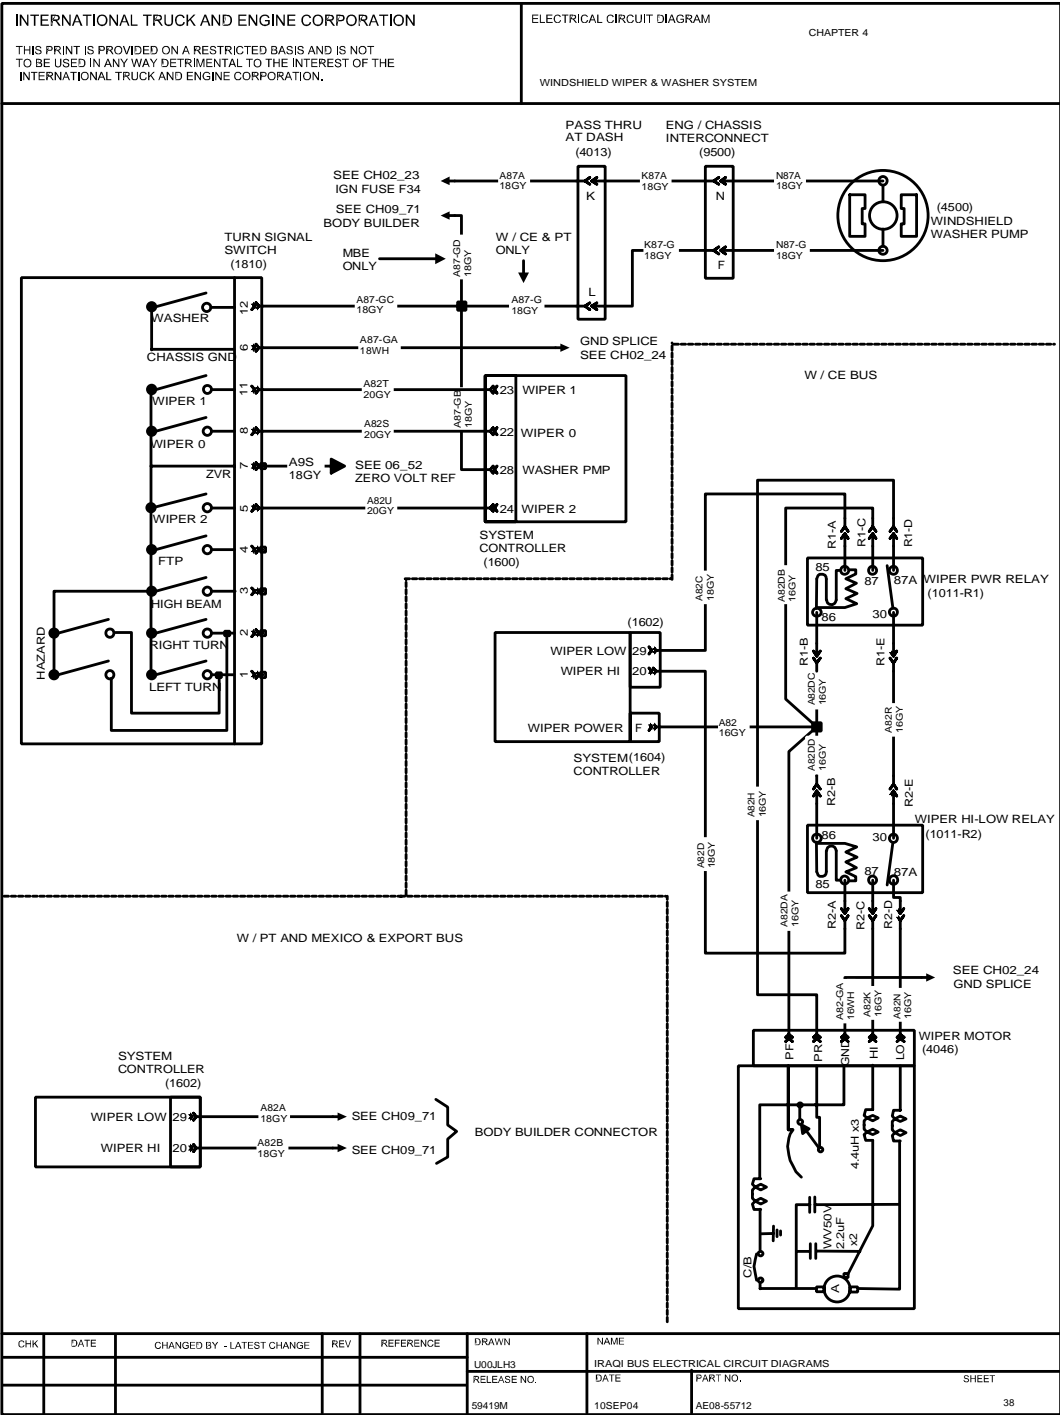 INTERNATIONAL TRUCK AND ENGINE CORPORATION
THIS PRINT IS PROVIDED ON A RESTRICTED BASIS AND IS NOT
TO BE USED IN ANY WAY DETRIMENTAL TO THE INTEREST OF THE
INTERNATIONAL TRUCK AND ENGINE CORPORATION.
ELECTRICAL CIRCUIT DIAGRAM
CHAPTER 4
WINDSHIELD WIPER & WASHER SYSTEM
PASS THRU
AT DASH
(4013)
ENG / CHASSIS
INTERCONNECT
(9500)
SEE CH02_23
IGN FUSE F34
A87A
18GY
K
K87A
18GY
N
N87A
18GY
(4500)
WINDSHIELD
WASHER PUMP
SEE CH09_71
BODY BUILDER
MBE
ONLY
A87-GD
18GY
W / CE & PT
ONLY
K87-G
18GY
F
N87-G
18GY
TURN SIGNAL
SWITCH
(1810)
WASHER
12
A87-GC
18GY
A87-G
18GY
L
CHASSIS GND
6
A87-GA
18WH
GND SPLICE
SEE CH02_24
WIPER 1
11
A82T
20GY
A87-GB
18GY
23 WIPER 1
WIPER 0
8
A82S
20GY
22 WIPER 0
ZVR
7
A9S
18GY
SEE 06_52
ZERO VOLT REF
28 WASHER PMP
WIPER 2
5
A82U
20GY
24 WIPER 2
SYSTEM
CONTROLLER
(1600)
FTP
4
HIGH BEAM
3
HAZARD
RIGHT TURN
2
LEFT TURN
1
W / CE BUS
R1-A
R1-C
R1-D
85
87
87A
86
30
WIPER PWR RELAY
(1011-R1)
A82C
18GY
A82DB
16GY
R1-B
R1-E
(1602)
WIPER LOW 29
WIPER HI 20
WIPER POWER F
SYSTEM (1604)
CONTROLLER
A82
16GY
A82DC
16GY
A82R
16GY
A82DD
16GY
A82H
16GY
R2-B
R2-E
WIPER HI-LOW RELAY
(1011-R2)
86
30
85
87
87A
A82D
18GY
A82DA
16GY
R2-A
R2-C
R2-D
SEE CH02_24
GND SPLICE
A82-GA
16WH
A82K
16GY
A82N
16GY
WIPER MOTOR
(4046)
PF
PR
GND
HI
LO
4.4uH x3
WV50V
2.2uF
x2
C/B
A
W / PT AND MEXICO & EXPORT BUS
SYSTEM
CONTROLLER
(1602)
WIPER LOW 29
A82A
18GY
SEE CH09_71
WIPER HI 20
A82B
18GY
SEE CH09_71
BODY BUILDER CONNECTOR
CHK DATE CHANGED BY - LATEST CHANGE REV REFERENCE
DRAWN
U00JLH3
NAME
IRAQI BUS ELECTRICAL CIRCUIT DIAGRAMS
RELEASE NO.
59419M
DATE
10SEP04
PART NO.
AE08-55712
SHEET
38